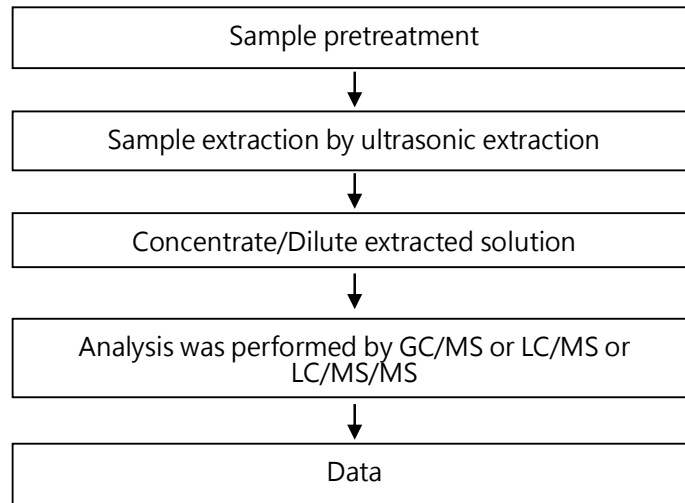 Sample pretreatment
Sample extraction by ultrasonic extraction
Concentrate/Dilute extracted solution
Analysis was performed by GC/MS or LC/MS or
LC/MS/MS
Data